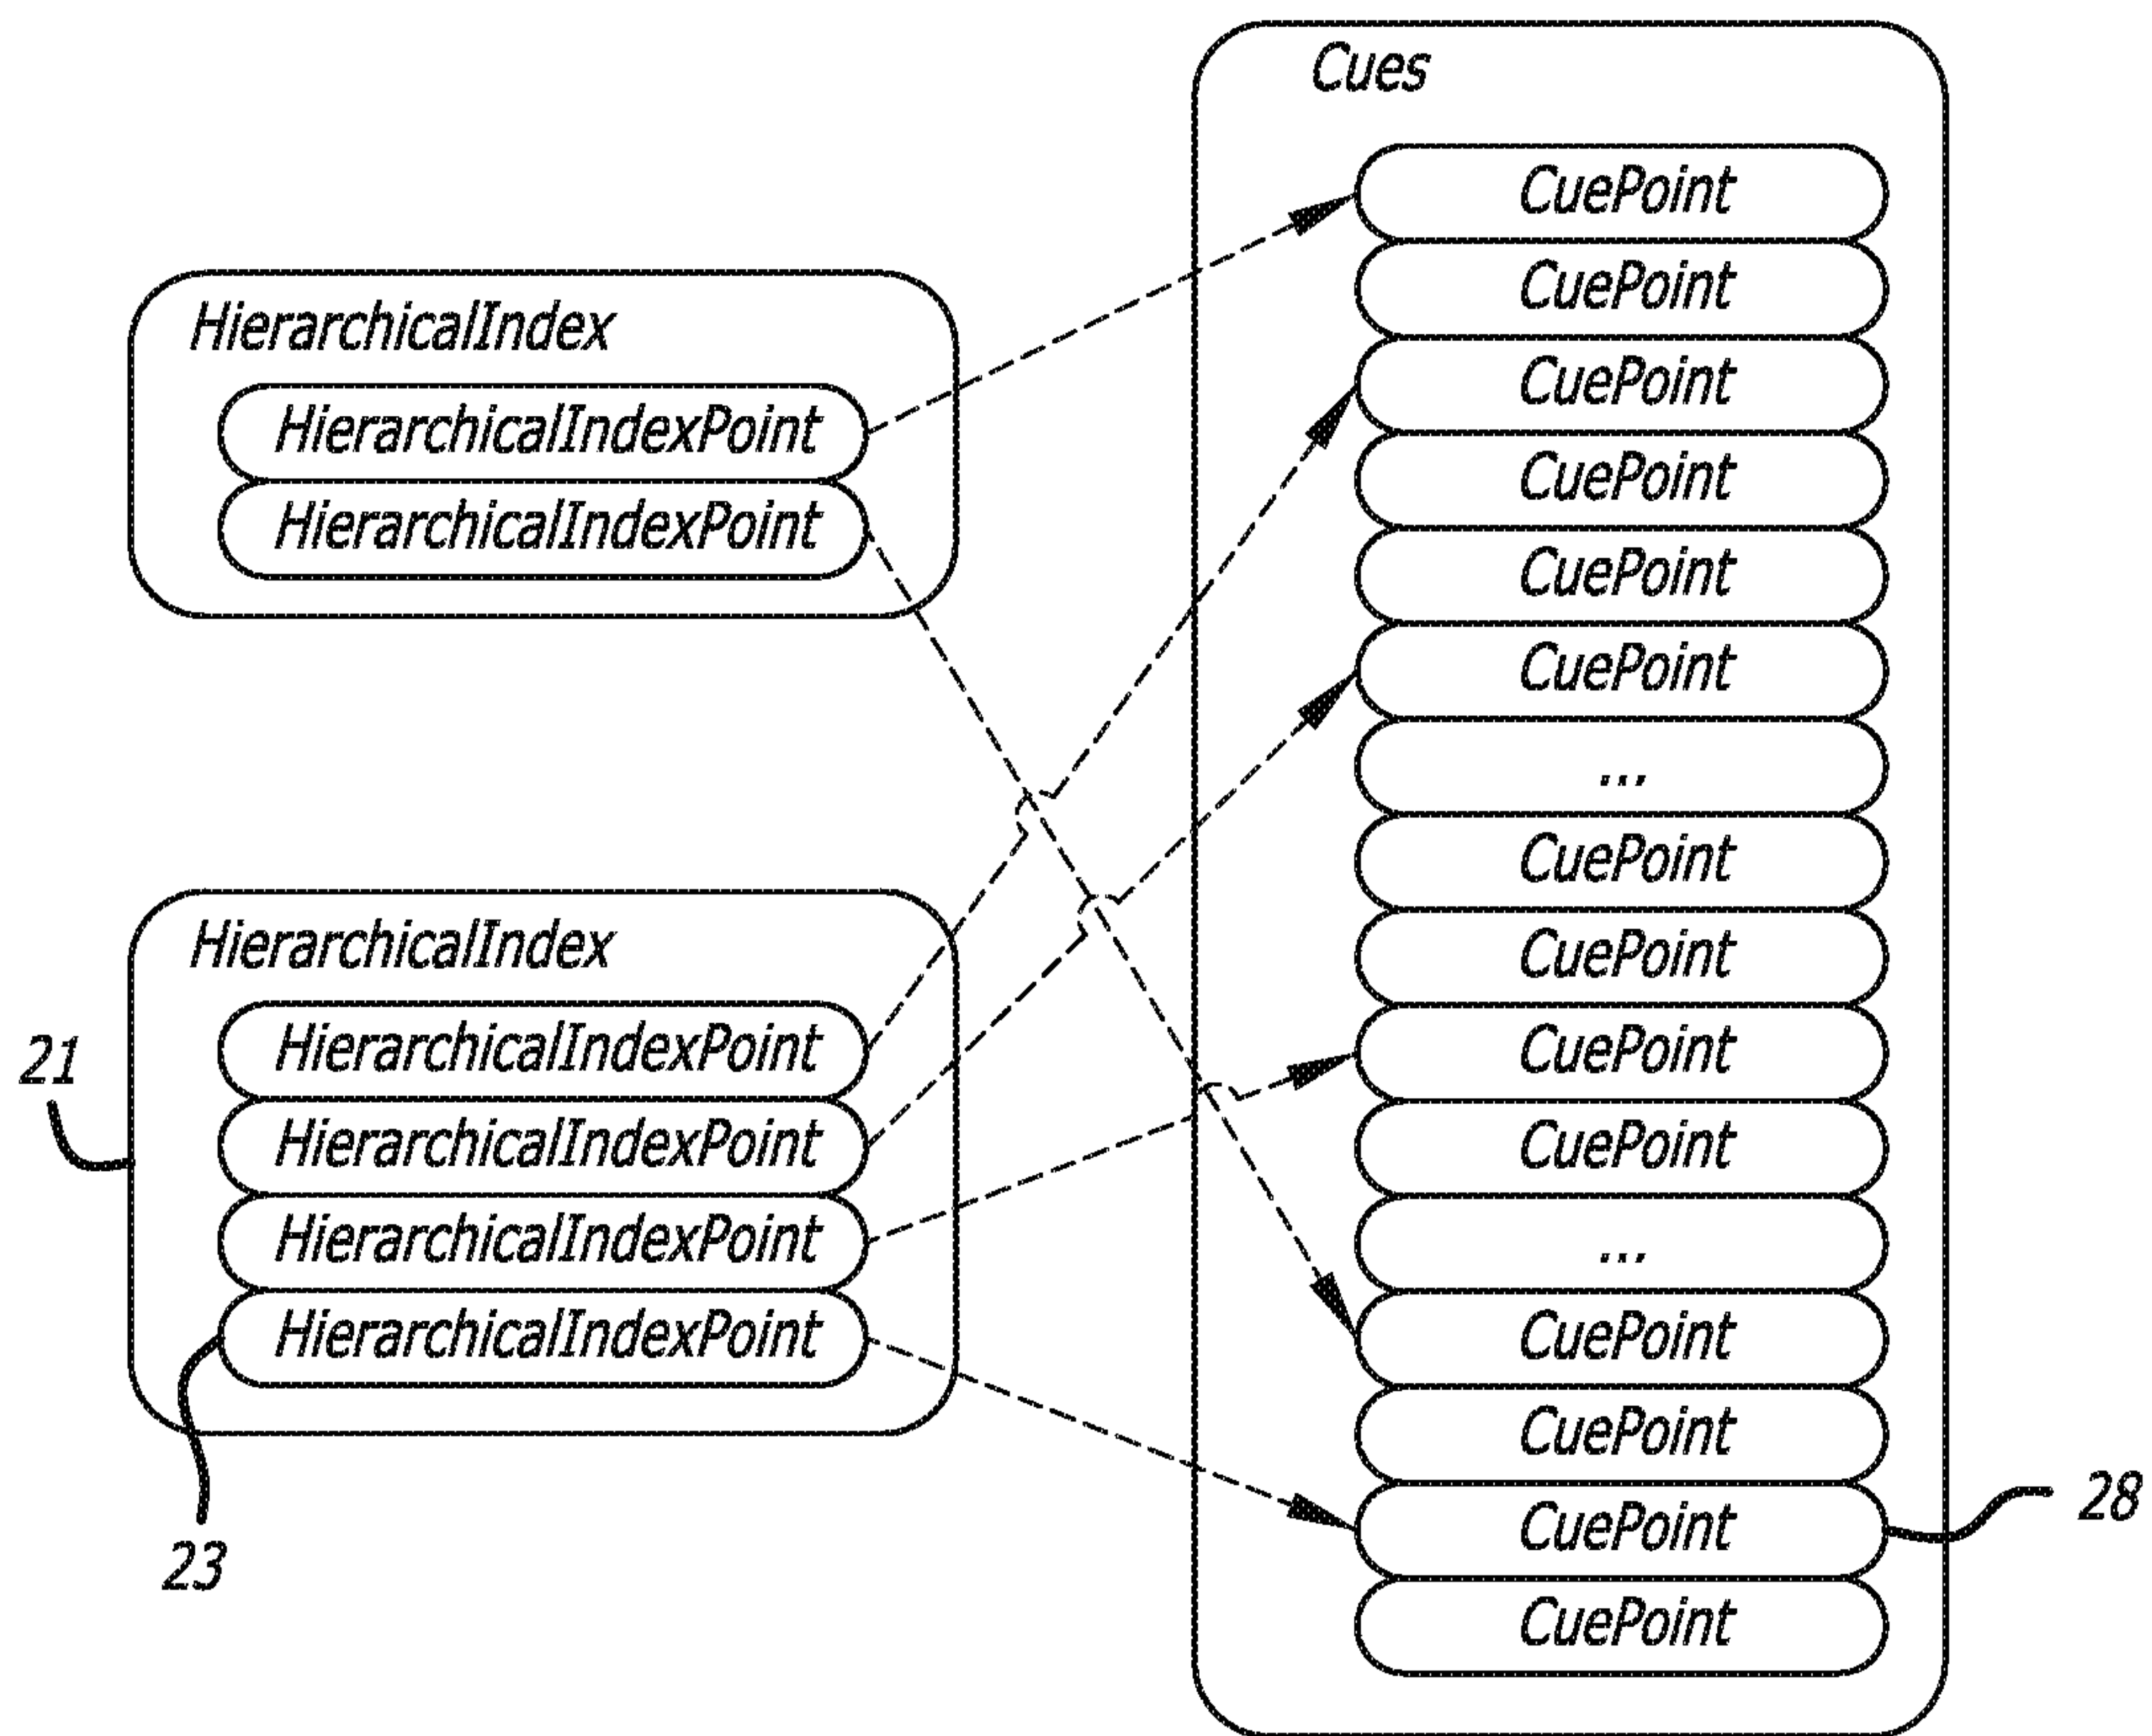 Cues
CuePoint
CuePoint
CuePoint
CuePoint
CuePoint
CuePoint
...
CuePoint
CuePoint
CuePoint
CuePoint
...
CuePoint
CuePoint
CuePoint
CuePoint
28
HierarchicalIndex
HierarchicalIndexPoint
HierarchicalIndexPoint
HierarchicalIndex
HierarchicalIndexPoint
HierarchicalIndexPoint
HierarchicalIndexPoint
HierarchicalIndexPoint
21
23